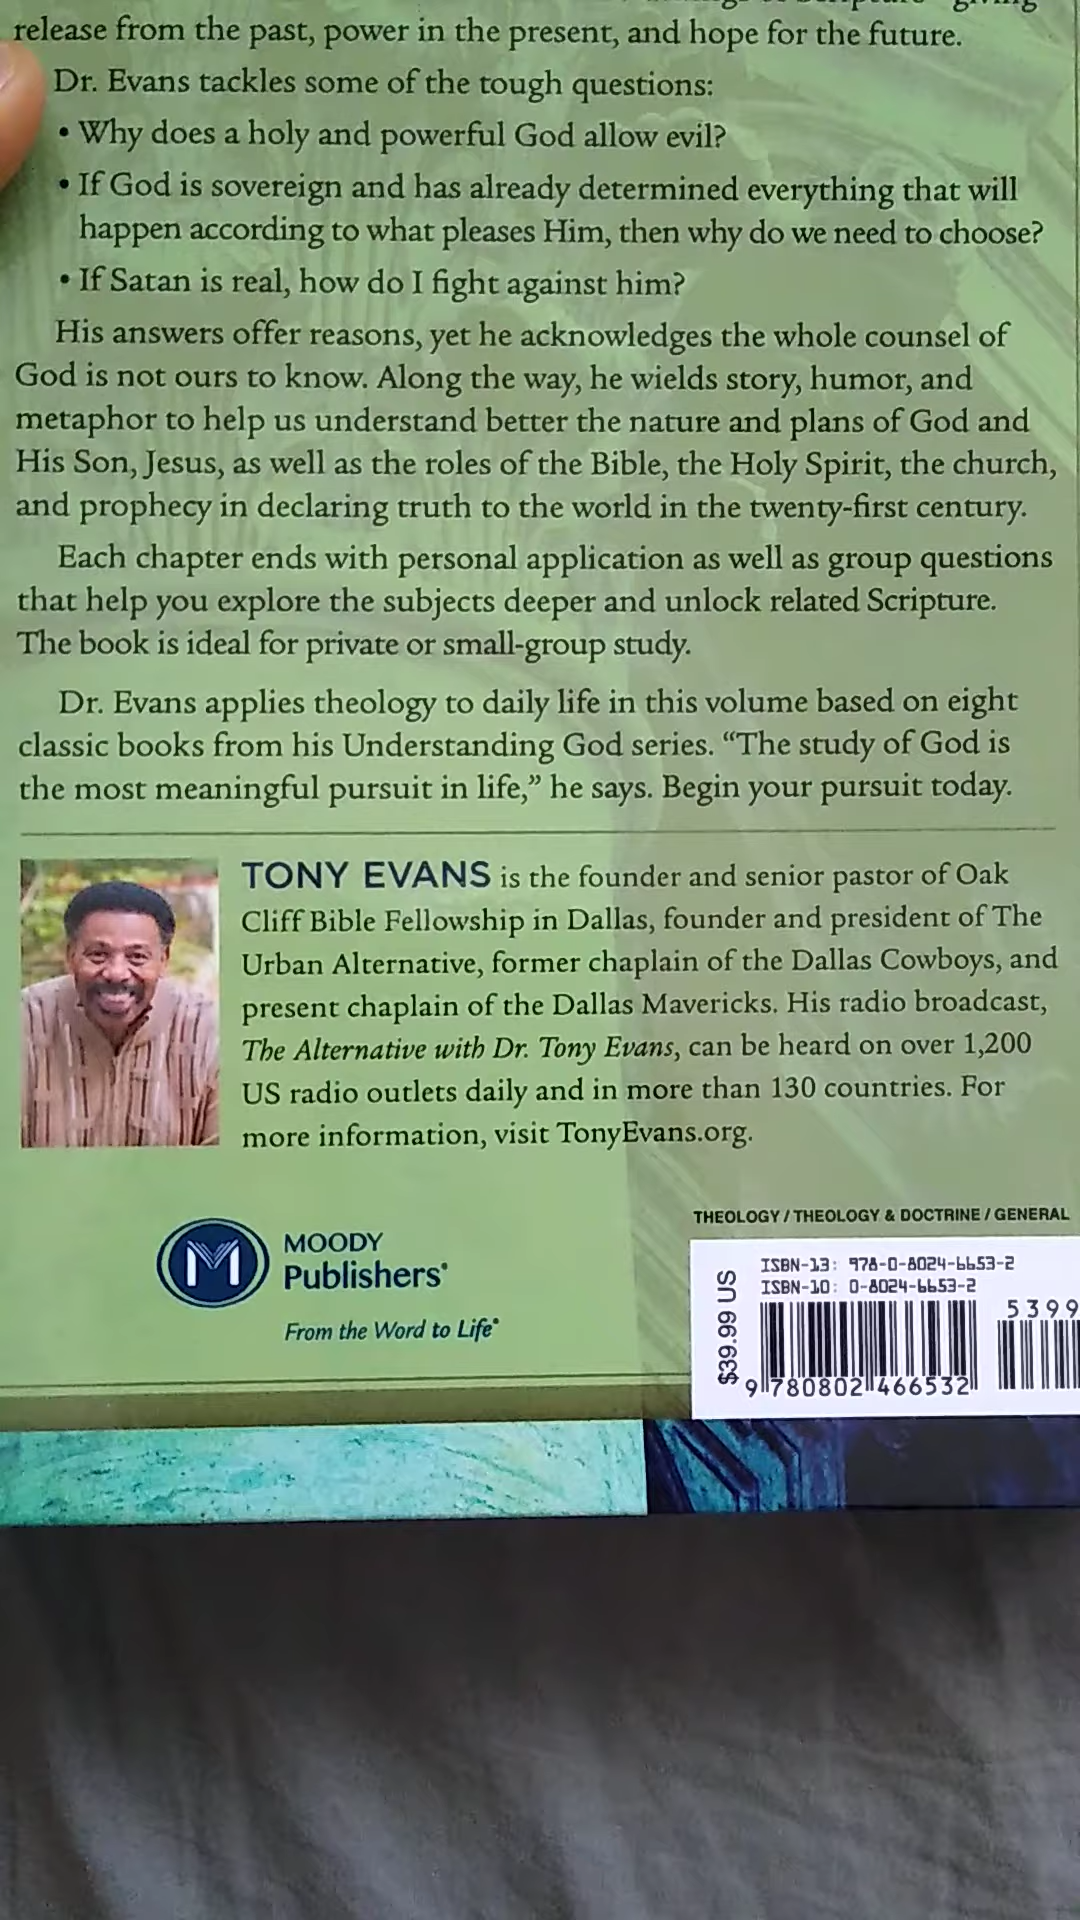 release from the past, power in the present, and hope for the future.
Dr. Evans tackles some of the tough questions:
• Why does a holy and powerful God allow evil?
• If God is sovereign and has already determined everything that will
happen according to what pleases Him, then why do we need to choose?
• If Satan is real, how do I fight against him?
His answers offer reasons, yet he acknowledges the whole counsel of
God is not ours to know. Along the way, he wields story, humor, and
metaphor to help us understand better the nature and plans of God and
His Son, Jesus, as well as the roles of the Bible, the Holy Spirit, the church,
and prophecy in declaring truth to the world in the twenty-first century.
Each chapter ends with personal application as well as group questions
that help you explore the subjects deeper and unlock related Scripture.
The book is ideal for private or small-group study.
Dr. Evans applies theology to daily life in this volume based on eight
classic books from his Understanding God series. “The study of God is
the most meaningful pursuit in life,” he says. Begin your pursuit today.
TONY EVANS is the founder and senior pastor of Oak
Cliff Bible Fellowship in Dallas, founder and president of The
Urban Alternative, former chaplain of the Dallas Cowboys, and
present chaplain of the Dallas Mavericks. His radio broadcast,
The Alternative with Dr. Tony Evans, can be heard on over 1,200
US radio outlets daily and in more than 130 countries. For
more information, visit TonyEvans.org.
MOODY
Publishers®
From the Word to Life®
THEOLOGY / THEOLOGY & DOCTRINE / GENERAL
ISBN-13: 978-0-8024-6653-2
ISBN-10: 0-8024-6653-2
$39.99 US
5399
9 780802 466532